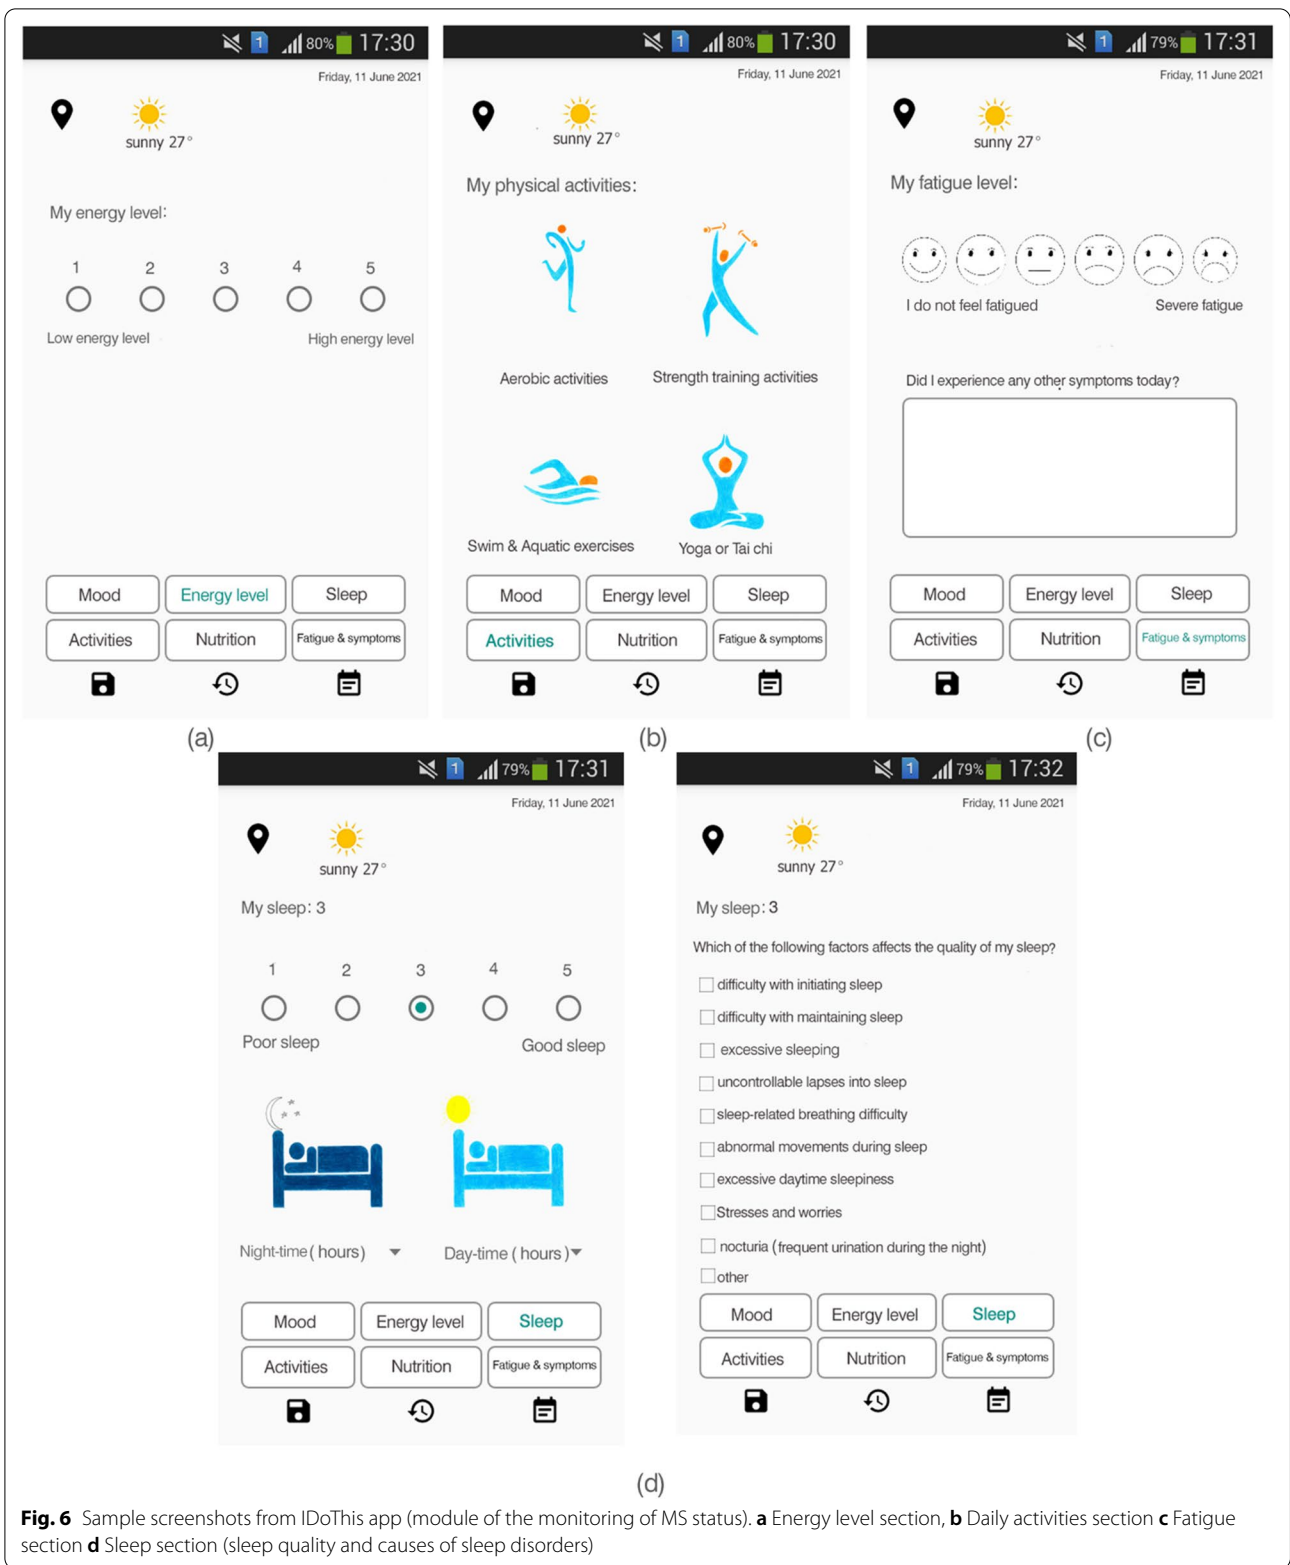 1 80% 17:30
Friday, 11 June 2021
sunny 27°
My energy level:
1 2 3 4 5
Low energy level High energy level
Mood Energy level Sleep
Activities Nutrition Fatigue & symptoms
(a)
1 80% 17:30
Friday, 11 June 2021
sunny 27°
My physical activities:
Aerobic activities Strength training activities
Swim & Aquatic exercises Yoga or Tai chi
Mood Energy level Sleep
Activities Nutrition Fatigue & symptoms
(b)
1 79% 17:31
Friday, 11 June 2021
sunny 27°
My fatigue level:
I do not feel fatigued Severe fatigue
Did I experience any other symptoms today?
Mood Energy level Sleep
Activities Nutrition Fatigue & symptoms
(c)
1 79% 17:31
Friday, 11 June 2021
sunny 27°
My sleep: 3
1 2 3 4 5
Poor sleep Good sleep
Night-time ( hours) Day-time ( hours )
Mood Energy level Sleep
Activities Nutrition Fatigue & symptoms
1 79% 17:32
Friday, 11 June 2021
sunny 27°
My sleep: 3
Which of the following factors affects the quality of my sleep?
difficulty with initiating sleep
difficulty with maintaining sleep
excessive sleeping
uncontrollable lapses into sleep
sleep-related breathing difficulty
abnormal movements during sleep
excessive daytime sleepiness
Stresses and worries
nocturia (frequent urination during the night)
other
Mood Energy level Sleep
Activities Nutrition Fatigue & symptoms
(d)
Fig. 6 Sample screenshots from IDoThis app (module of the monitoring of MS status). a Energy level section, b Daily activities section c Fatigue
section d Sleep section (sleep quality and causes of sleep disorders)